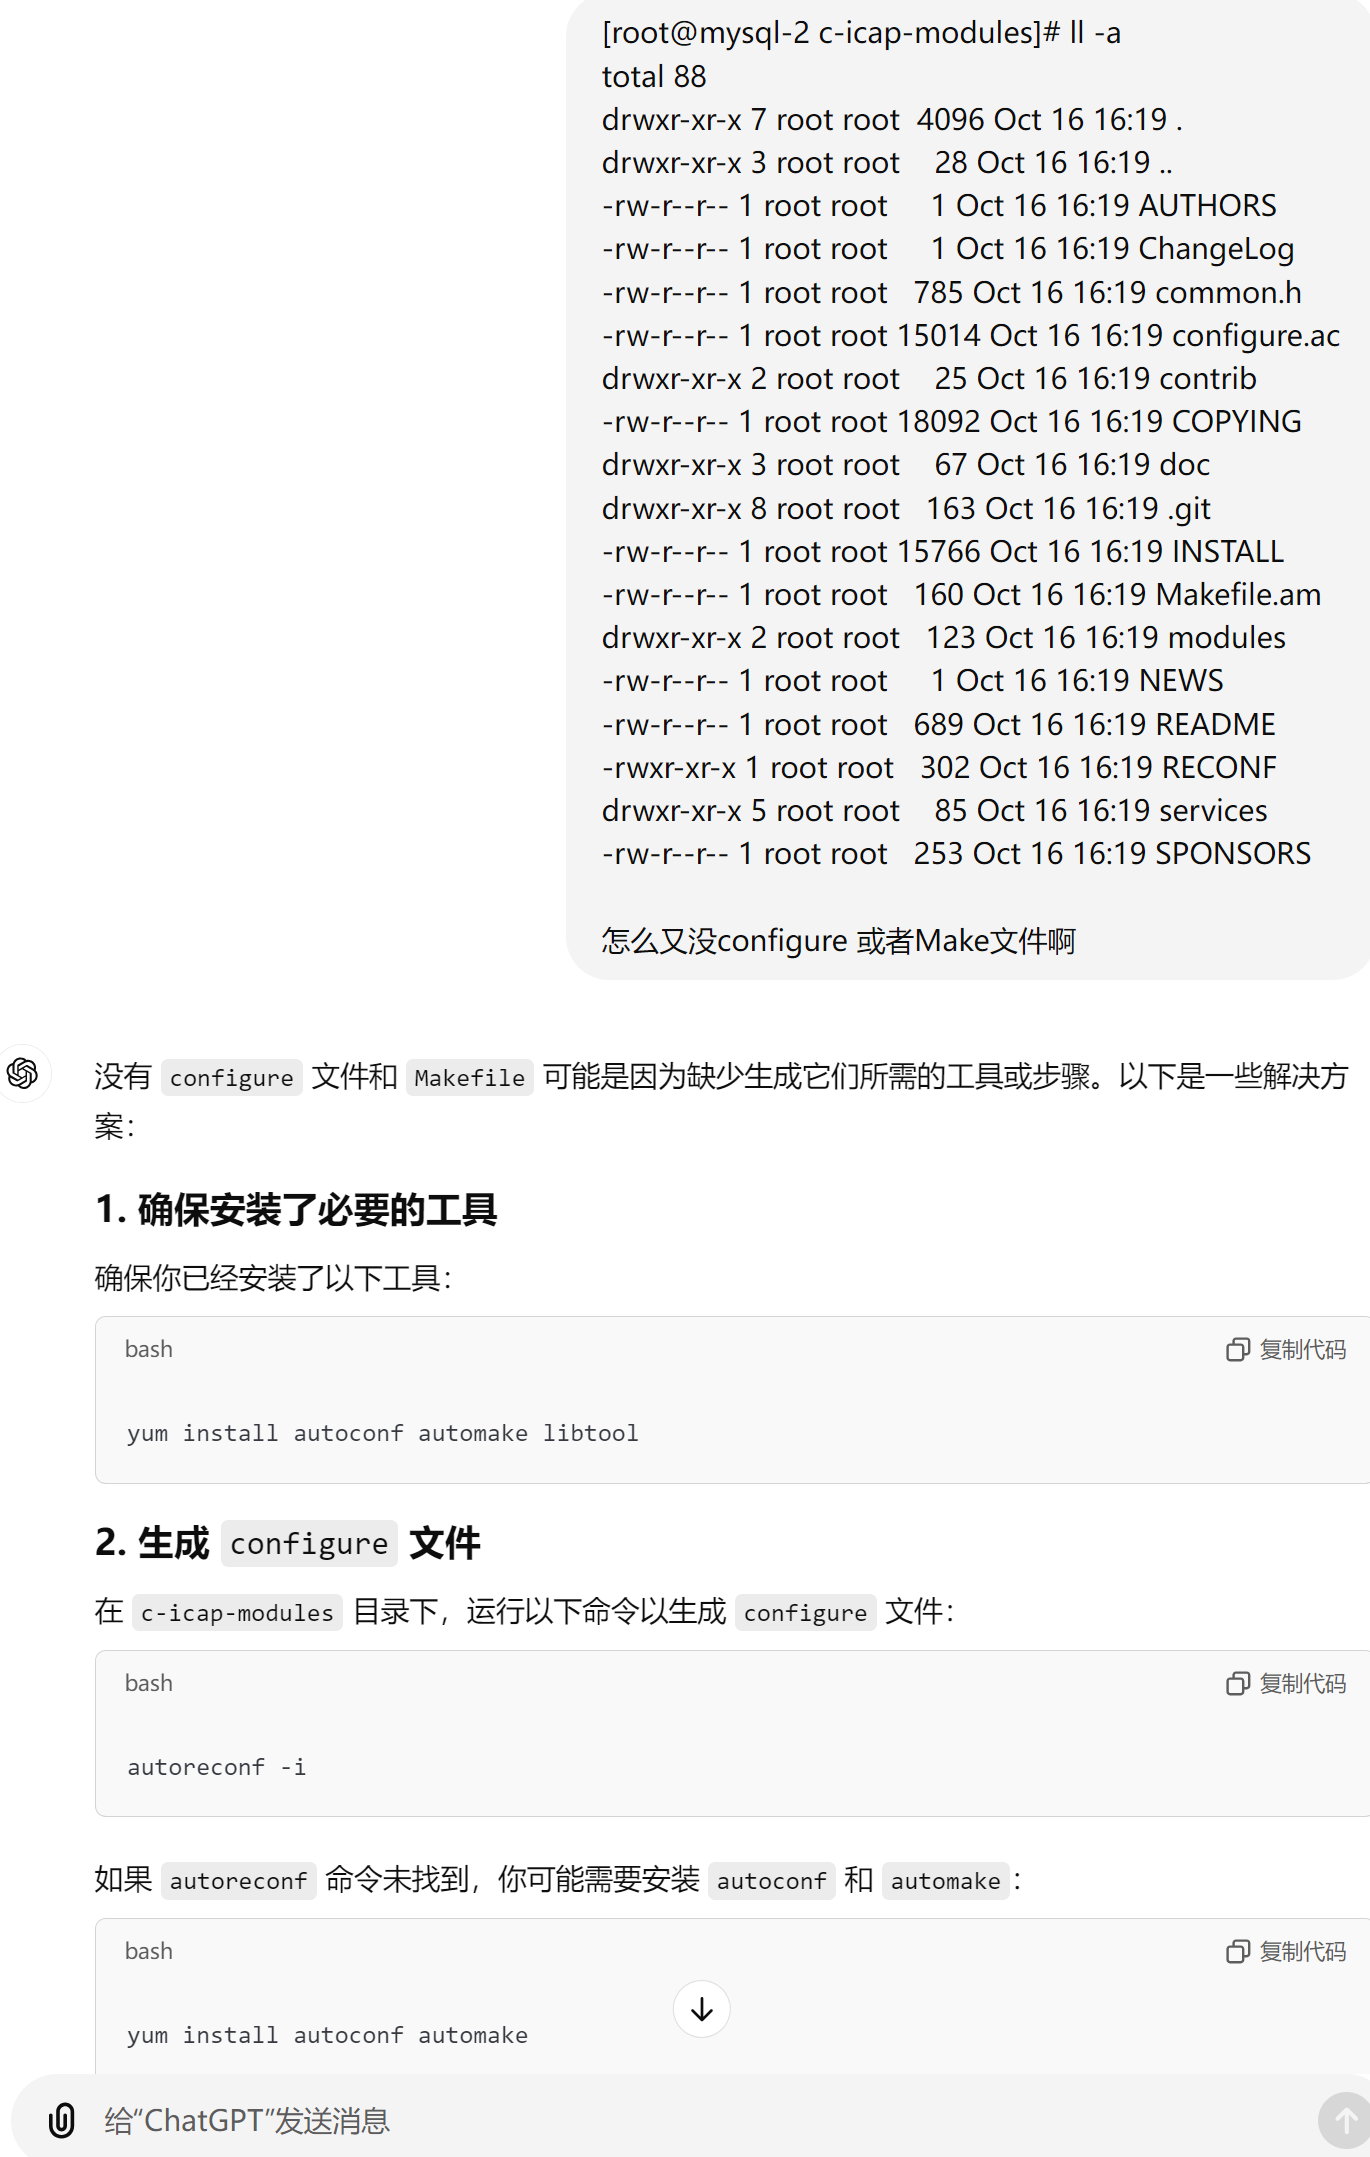 [root@mysql-2 c-icap-modules]# ll -a
total 88
drwxr-xr-x 7 root root  4096 Oct 16 16:19 .
drwxr-xr-x 3 root root    28 Oct 16 16:19 ..
-rw-r--r-- 1 root root     1 Oct 16 16:19 AUTHORS
-rw-r--r-- 1 root root     1 Oct 16 16:19 ChangeLog
-rw-r--r-- 1 root root   785 Oct 16 16:19 common.h
-rw-r--r-- 1 root root 15014 Oct 16 16:19 configure.ac
drwxr-xr-x 2 root root    25 Oct 16 16:19 contrib
-rw-r--r-- 1 root root 18092 Oct 16 16:19 COPYING
drwxr-xr-x 3 root root    67 Oct 16 16:19 doc
drwxr-xr-x 8 root root   163 Oct 16 16:19 .git
-rw-r--r-- 1 root root 15766 Oct 16 16:19 INSTALL
-rw-r--r-- 1 root root   160 Oct 16 16:19 Makefile.am
drwxr-xr-x 2 root root   123 Oct 16 16:19 modules
-rw-r--r-- 1 root root     1 Oct 16 16:19 NEWS
-rw-r--r-- 1 root root   689 Oct 16 16:19 README
-rwxr-xr-x 1 root root   302 Oct 16 16:19 RECONF
drwxr-xr-x 5 root root    85 Oct 16 16:19 services
-rw-r--r-- 1 root root   253 Oct 16 16:19 SPONSORS
怎么又没configure 或者Make文件啊
没有 configure 文件和 Makefile 可能是因为缺少生成它们所需的工具或步骤。以下是一些解决方
案：
1. 确保安装了必要的工具
确保你已经安装了以下工具：
bash 复制代码
yum install autoconf automake libtool
2. 生成 configure 文件
在 c-icap-modules 目录下，运行以下命令以生成 configure 文件：
bash 复制代码
autoreconf -i
如果 autoreconf 命令未找到，你可能需要安装 autoconf 和 automake：
bash 复制代码
yum install autoconf automake
给“ChatGPT”发送消息